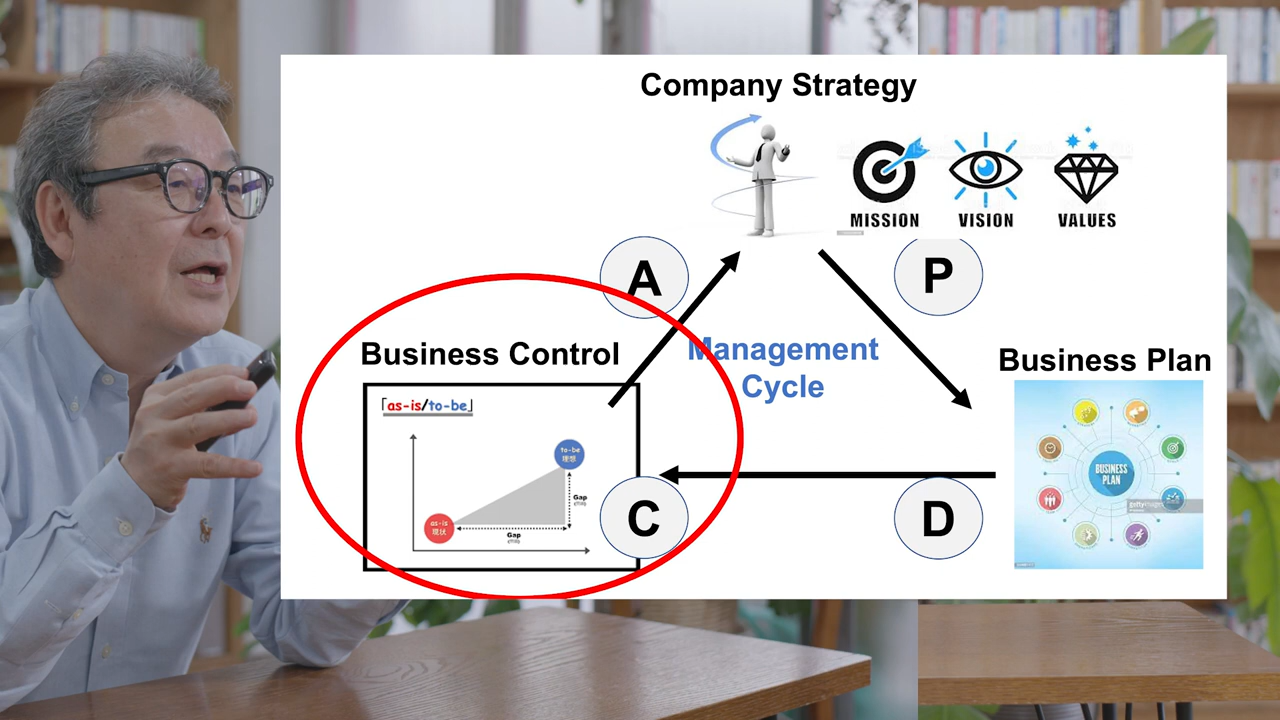 Company Strategy
MISSION
VISION
VALUES
A
P
Business Control
Management
Cycle
Business Plan
「as-is/to-be」
to-be
理想
Gap
as-is
現状
Gap
BUSINESS
PLAN
gettyimages
C
D